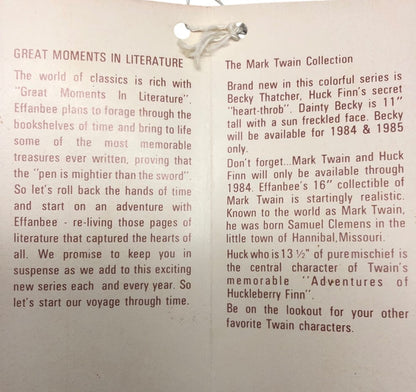 GREAT MOMENTS IN LITERATURE
The world of classics is rich with
"Great Moments In Literature".
Effanbee plans to forage through the
bookshelves of time and bring to life
some of the most memorable
treasures ever written, proving that
the "pen is mightier than the sword".
So let's roll back the hands of time
and start on an adventure with
Effanbee - re-living those pages of
literature that captured the hearts of
all. We promise to keep you in
suspense as we add to this exciting
new series each and every year. So
let's start our voyage through time.
The Mark Twain Collection
Brand new in this colorful series is
Becky Thatcher, Huck Finn's secret
"heart-throb". Dainty Becky is 11"
tall with a sun freckled face. Becky
will be available for 1984 & 1985
only.
Don't forget...Mark Twain and Huck
Finn will only be available through
1984. Effanbee's 16" collectible of
Mark Twain is startingly realistic.
Known to the world as Mark Twain,
he was born Samuel Clemens in the
little town of Hannibal, Missouri.
Huck who is 13 ½" of pure mischief is
the central character of Twain's
memorable "Adventures of
Huckleberry Finn".
Be on the lookout for your other
favorite Twain characters.